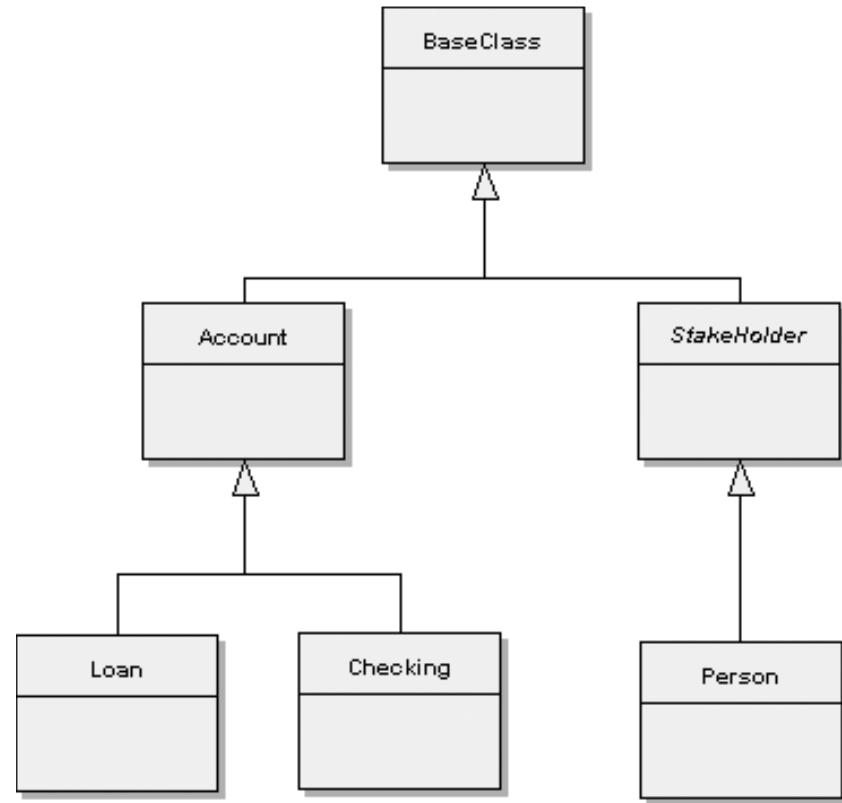 BaseClass
Account
StakeHolder
Loan
Checking
Person